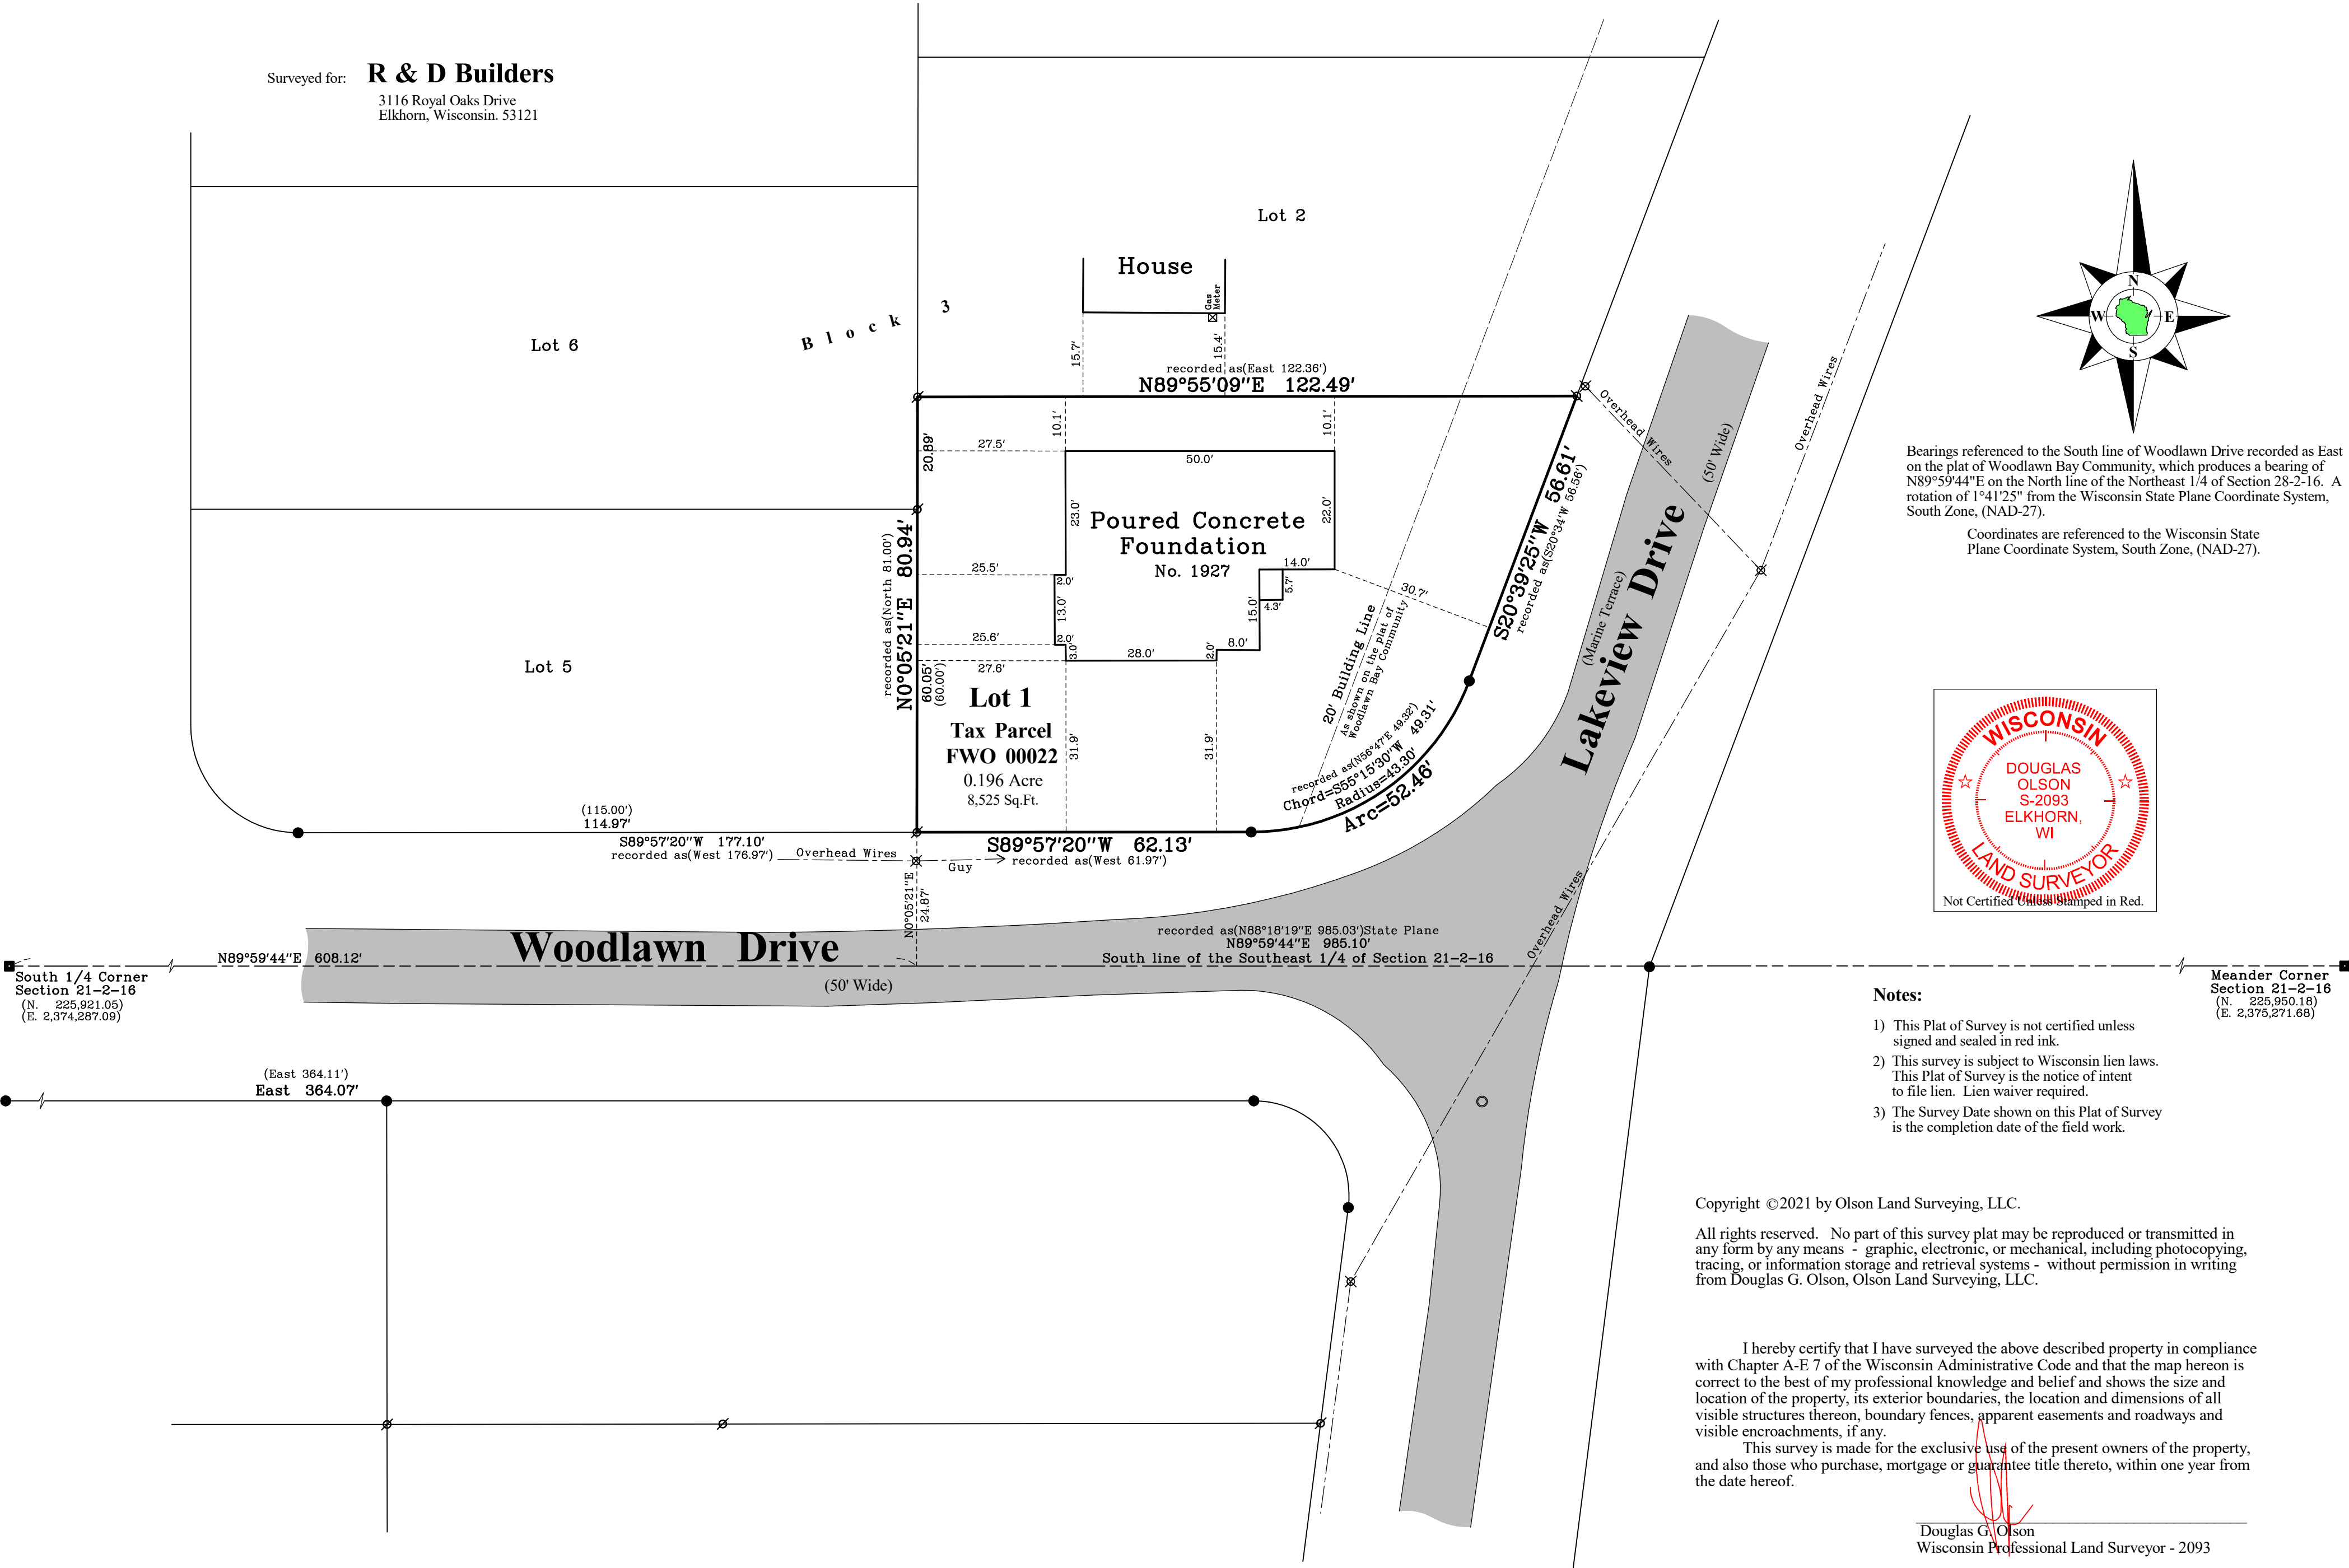 Surveyed for: R & D Builders
3116 Royal Oaks Drive
Elkhorn, Wisconsin. 53121
Lot 2
House
Gas
Meter
15.7'
15.4'
Lot 6
Block 3
recorded as(East 122.36')
N89°55'09"E 122.49'
20.89'
10.1'
10.1'
27.5'
50.0'
23.0'
22.0'
Poured Concrete
Foundation
No. 1927
25.5'
2.0'
13.0'
14.0'
5.7'
4.3'
15.0'
30.7'
25.6'
2.0'
3.0'
28.0'
2.0'
8.0'
27.6'
recorded as(North 81.00')
N0°05'21"E 80.94'
60.05'
(60.00')
Lot 5
Lot 1
Tax Parcel
FWO 00022
0.196 Acre
8,525 Sq.Ft.
31.9'
31.9'
20' Building Line
As shown on the plat of
Woodlawn Bay Community
S20°39'25"W 56.61'
recorded as(S20°34'W 56.56')
recorded as(N56°47'E 49.32')
Chord=S55°15'30"W 49.31'
Radius=43.30'
Arc=52.46'
Overhead Wires
Overhead Wires
(50' Wide)
(Marine Terrace)
Lakeview Drive
(115.00')
114.97'
S89°57'20"W 177.10'
recorded as(West 176.97')
Overhead Wires
Guy
S89°57'20"W 62.13'
recorded as(West 61.97')
N0°05'21"E
24.87'
Overhead Wires
Woodlawn Drive
(50' Wide)
N89°59'44"E 608.12'
recorded as(N88°18'19"E 985.03')State Plane
N89°59'44"E 985.10'
South line of the Southeast 1/4 of Section 21-2-16
South 1/4 Corner
Section 21-2-16
(N. 225,921.05)
(E. 2,374,287.09)
Meander Corner
Section 21-2-16
(N. 225,950.18)
(E. 2,375,271.68)
(East 364.11')
East 364.07'
N
W E
S
Bearings referenced to the South line of Woodlawn Drive recorded as East
on the plat of Woodlawn Bay Community, which produces a bearing of
N89°59'44"E on the North line of the Northeast 1/4 of Section 28-2-16. A
rotation of 1°41'25" from the Wisconsin State Plane Coordinate System,
South Zone, (NAD-27).
Coordinates are referenced to the Wisconsin State
Plane Coordinate System, South Zone, (NAD-27).
WISCONSIN
DOUGLAS
OLSON
S-2093
ELKHORN,
WI
LAND SURVEYOR
Not Certified Unless Stamped in Red.
Notes:
1) This Plat of Survey is not certified unless
signed and sealed in red ink.
2) This survey is subject to Wisconsin lien laws.
This Plat of Survey is the notice of intent
to file lien. Lien waiver required.
3) The Survey Date shown on this Plat of Survey
is the completion date of the field work.
Copyright ©2021 by Olson Land Surveying, LLC.
All rights reserved. No part of this survey plat may be reproduced or transmitted in
any form by any means - graphic, electronic, or mechanical, including photocopying,
tracing, or information storage and retrieval systems - without permission in writing
from Douglas G. Olson, Olson Land Surveying, LLC.
I hereby certify that I have surveyed the above described property in compliance
with Chapter A-E 7 of the Wisconsin Administrative Code and that the map hereon is
correct to the best of my professional knowledge and belief and shows the size and
location of the property, its exterior boundaries, the location and dimensions of all
visible structures thereon, boundary fences, apparent easements and roadways and
visible encroachments, if any.
This survey is made for the exclusive use of the present owners of the property,
and also those who purchase, mortgage or guarantee title thereto, within one year from
the date hereof.
Douglas G. Olson
Wisconsin Professional Land Surveyor - 2093